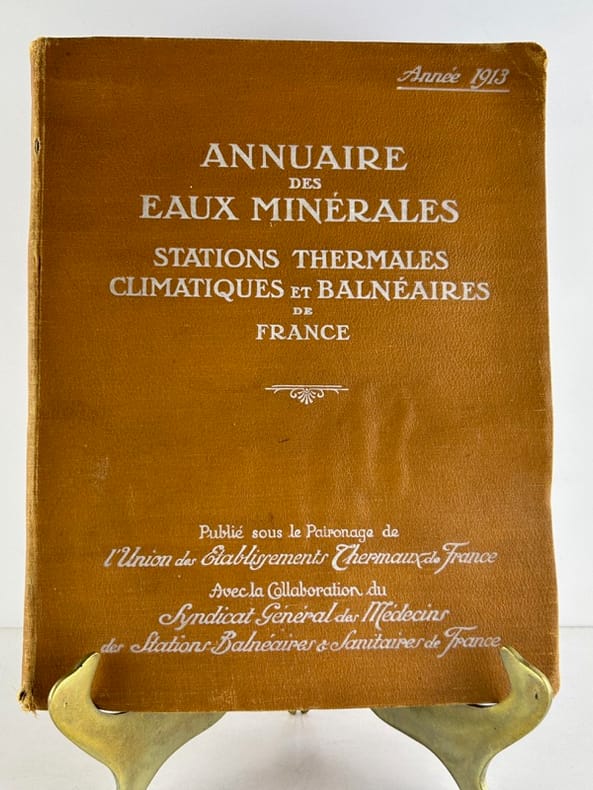 Année 1913
ANNUAIRE
DES
EAUX MINÉRALES
STATIONS THERMALES
CLIMATIQUES ET BALNÉAIRES
DE
FRANCE
Publié sous le Patronage de
l'Union des Etablissements Thermaux de France
Avec la Collaboration du
Syndicat Général des Médecins
des Stations Balnéaires & Sanitaires de France